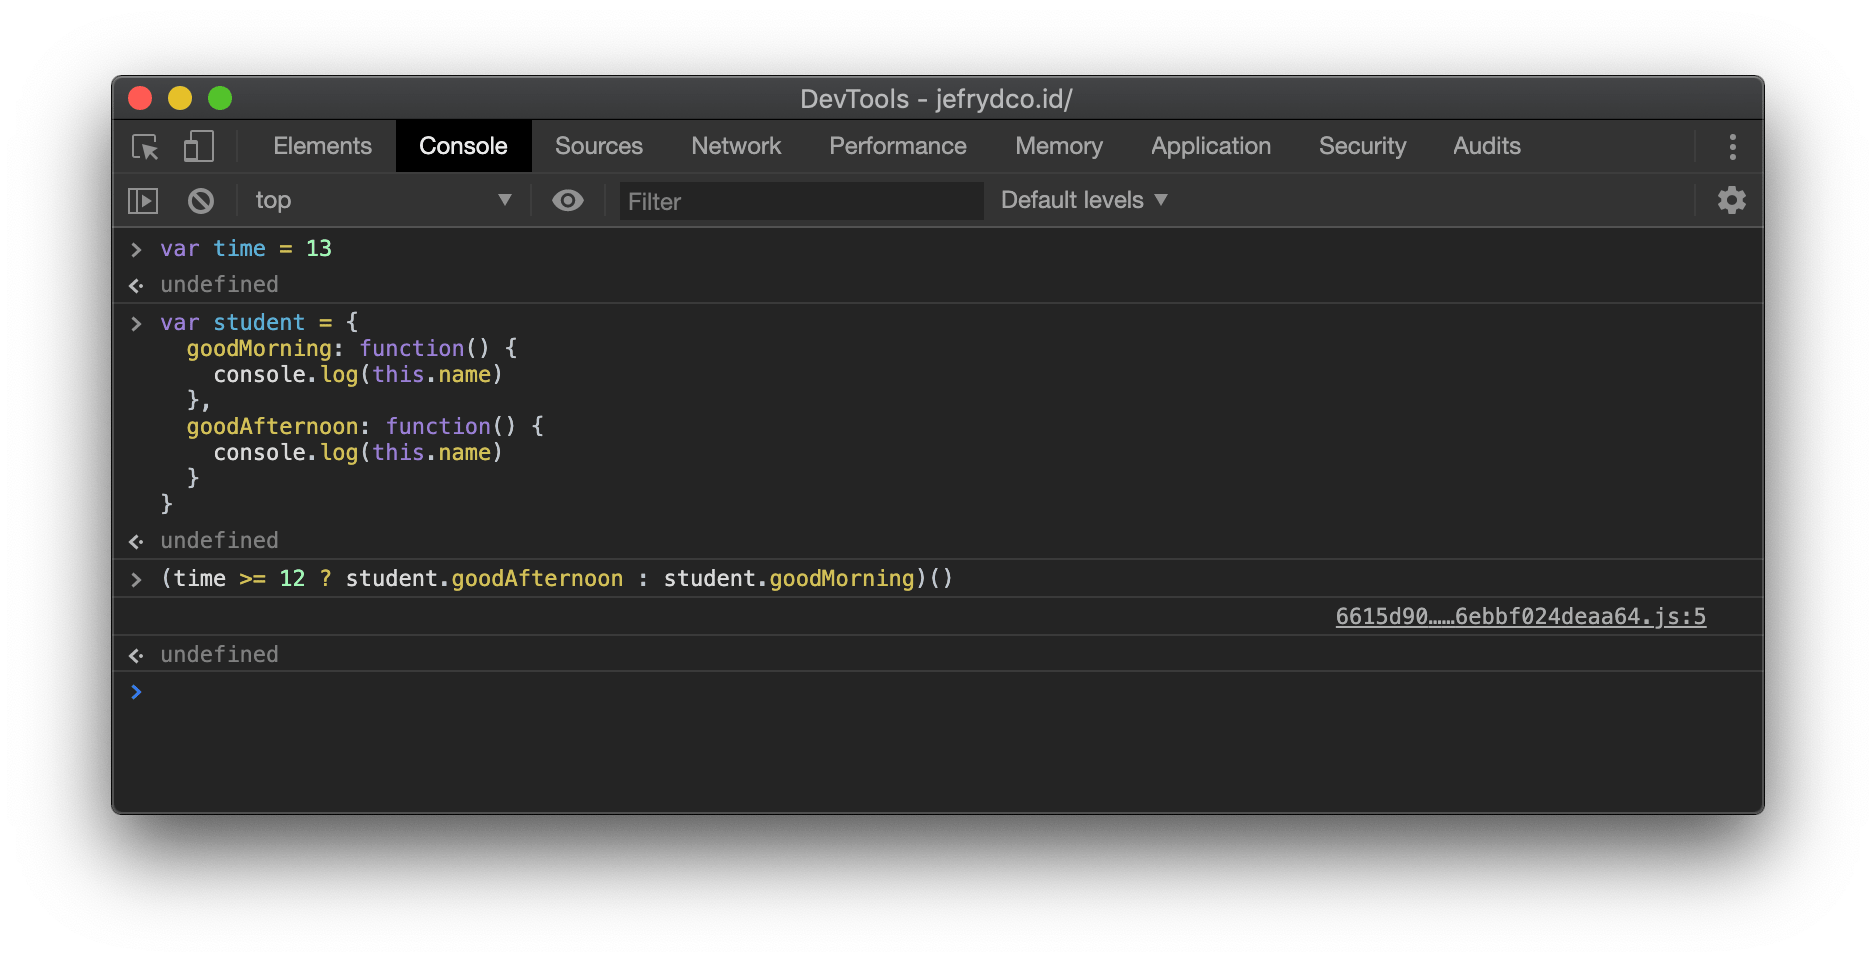 DevTools - jefrydco.id/
Elements Console Sources Network Performance Memory Application Security Audits
top ▼ Filter Default levels ▼
> var time = 13
<· undefined
> var student = {
  goodMorning: function() {
    console.log(this.name)
  },
  goodAfternoon: function() {
    console.log(this.name)
  }
}
<· undefined
> (time >= 12 ? student.goodAfternoon : student.goodMorning)()
6615d90……6ebbf024deaa64.js:5
<· undefined
>